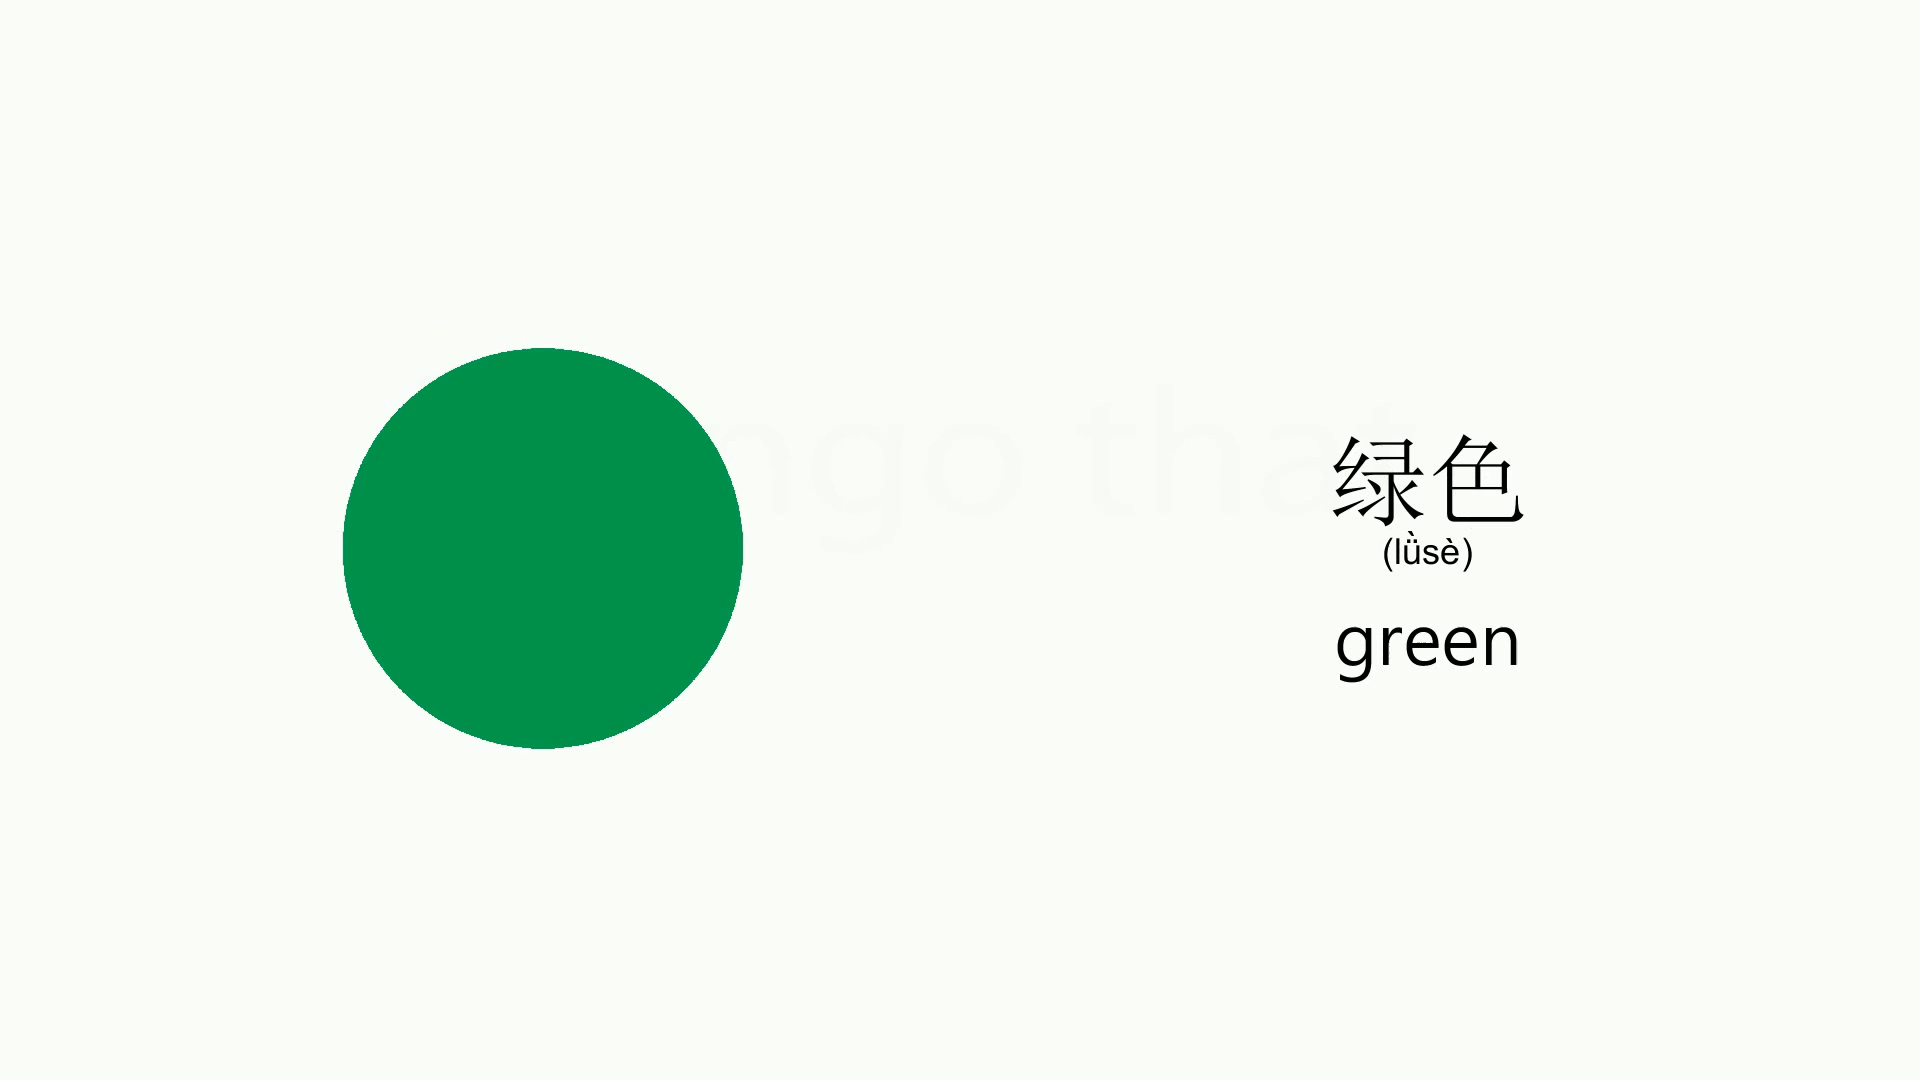 绿色
(lǜsè)
green